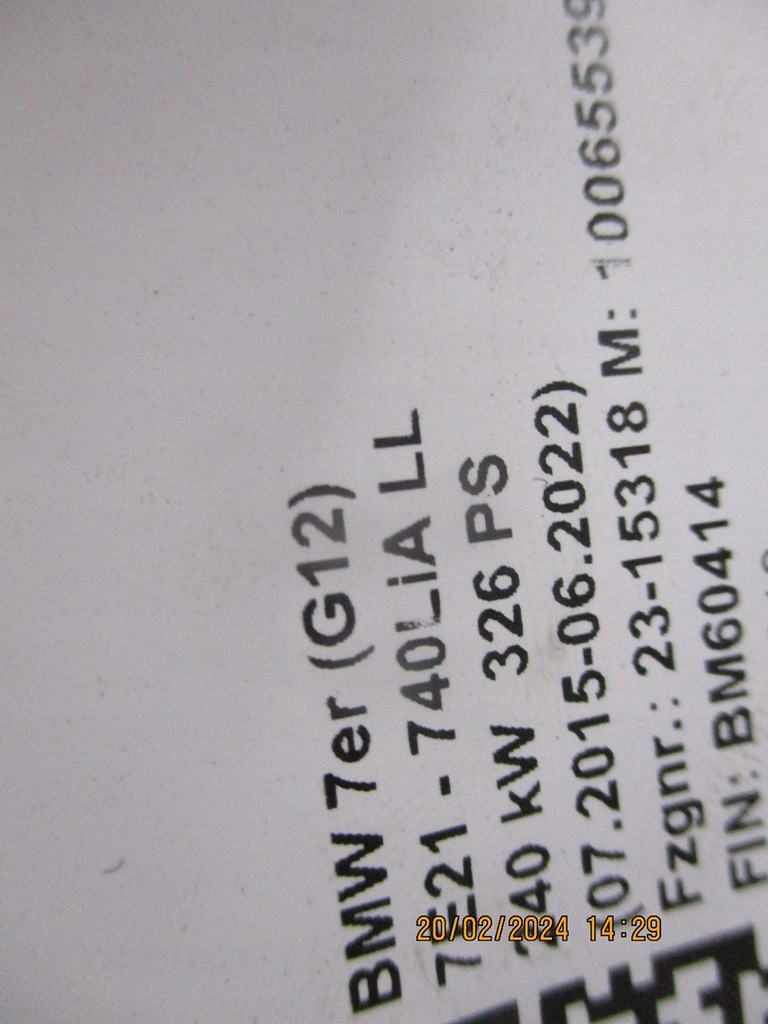 BMW 7er (G12)
7E21 - 740LiA LL
240 kW 326 PS
(07.2015-06.2022)
Fzgnr.: 23-15318 M: 10065539
FIN: BM60414
20/02/2024 14:29